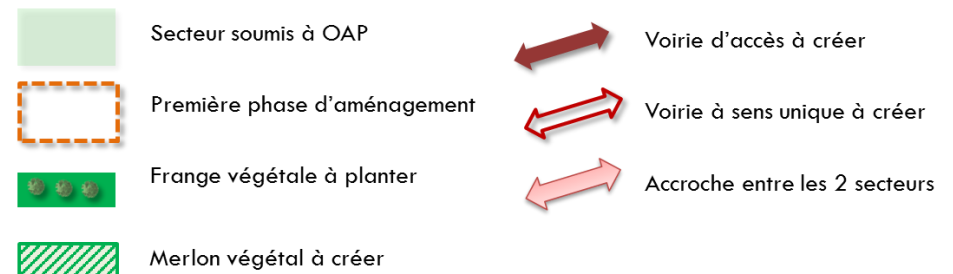 Secteur soumis à OAP
Première phase d'aménagement
Frange végétale à planter
Merlon végétal à créer
Voirie d'accès à créer
Voirie à sens unique à créer
Accroche entre les 2 secteurs